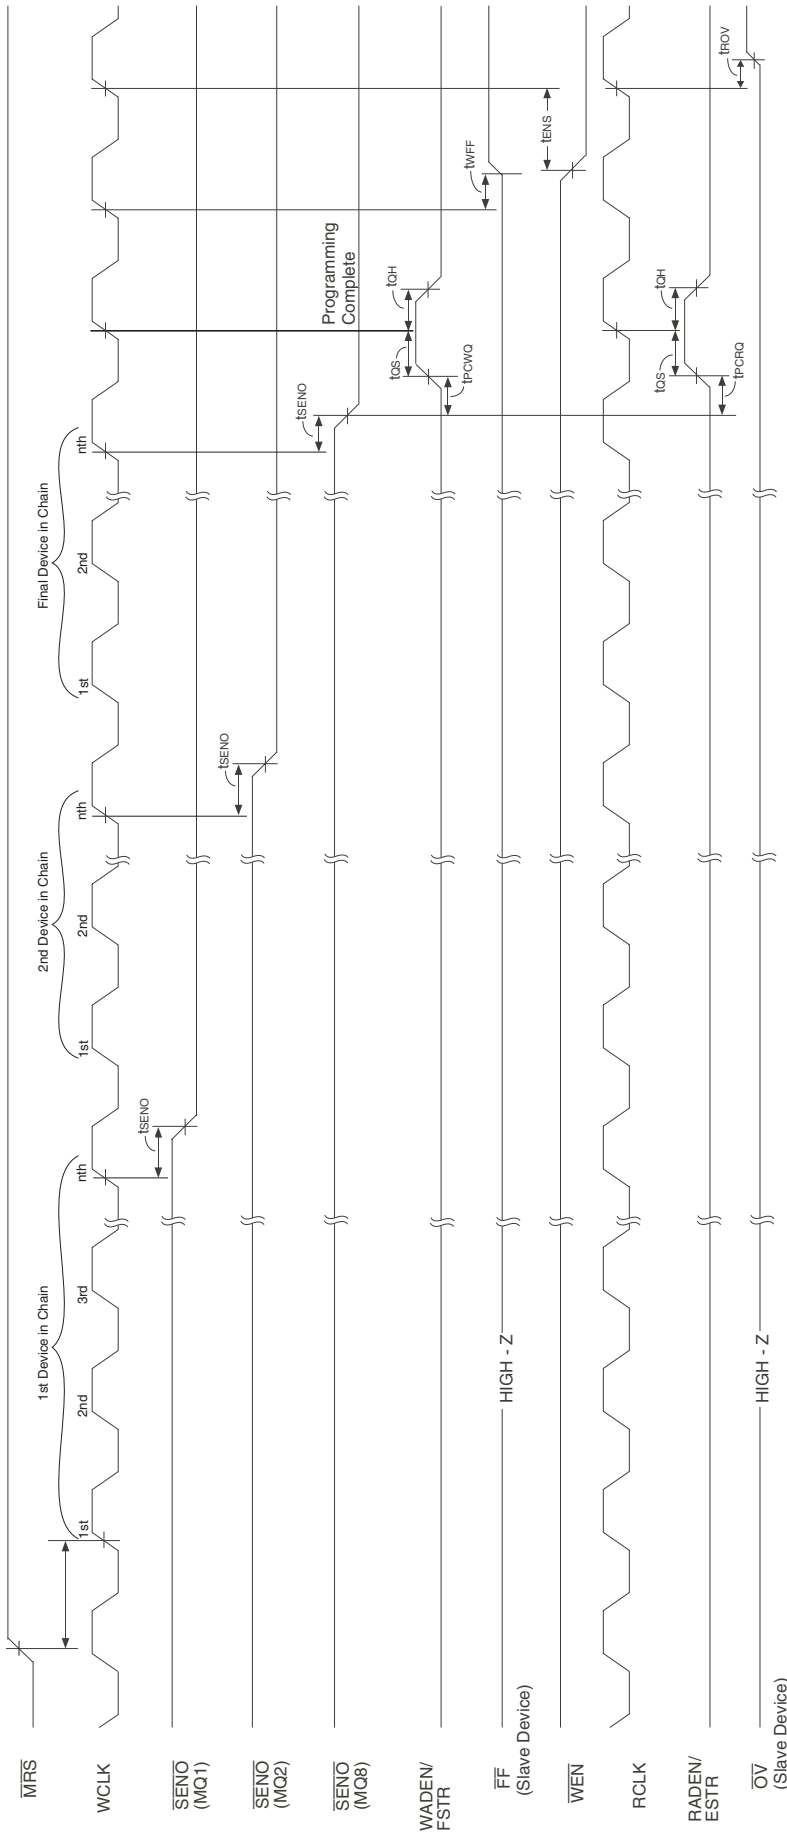 1st Device in Chain
2nd Device in Chain
Final Device in Chain
1st
2nd
3rd
nth
1st
2nd
nth
1st
2nd
nth
MRS
WCLK
SENO
(MQ1)
tSENO
SENO
(MQ2)
tSENO
SENO
(MQ8)
tSENO
Programming
Complete
WADEN/
FSTR
tQS
tQH
tPCWQ
FF
(Slave Device)
HIGH - Z
tWFF
WEN
tENS
RCLK
RADEN/
ESTR
tQS
tQH
tPCRQ
OV
(Slave Device)
HIGH - Z
tROV